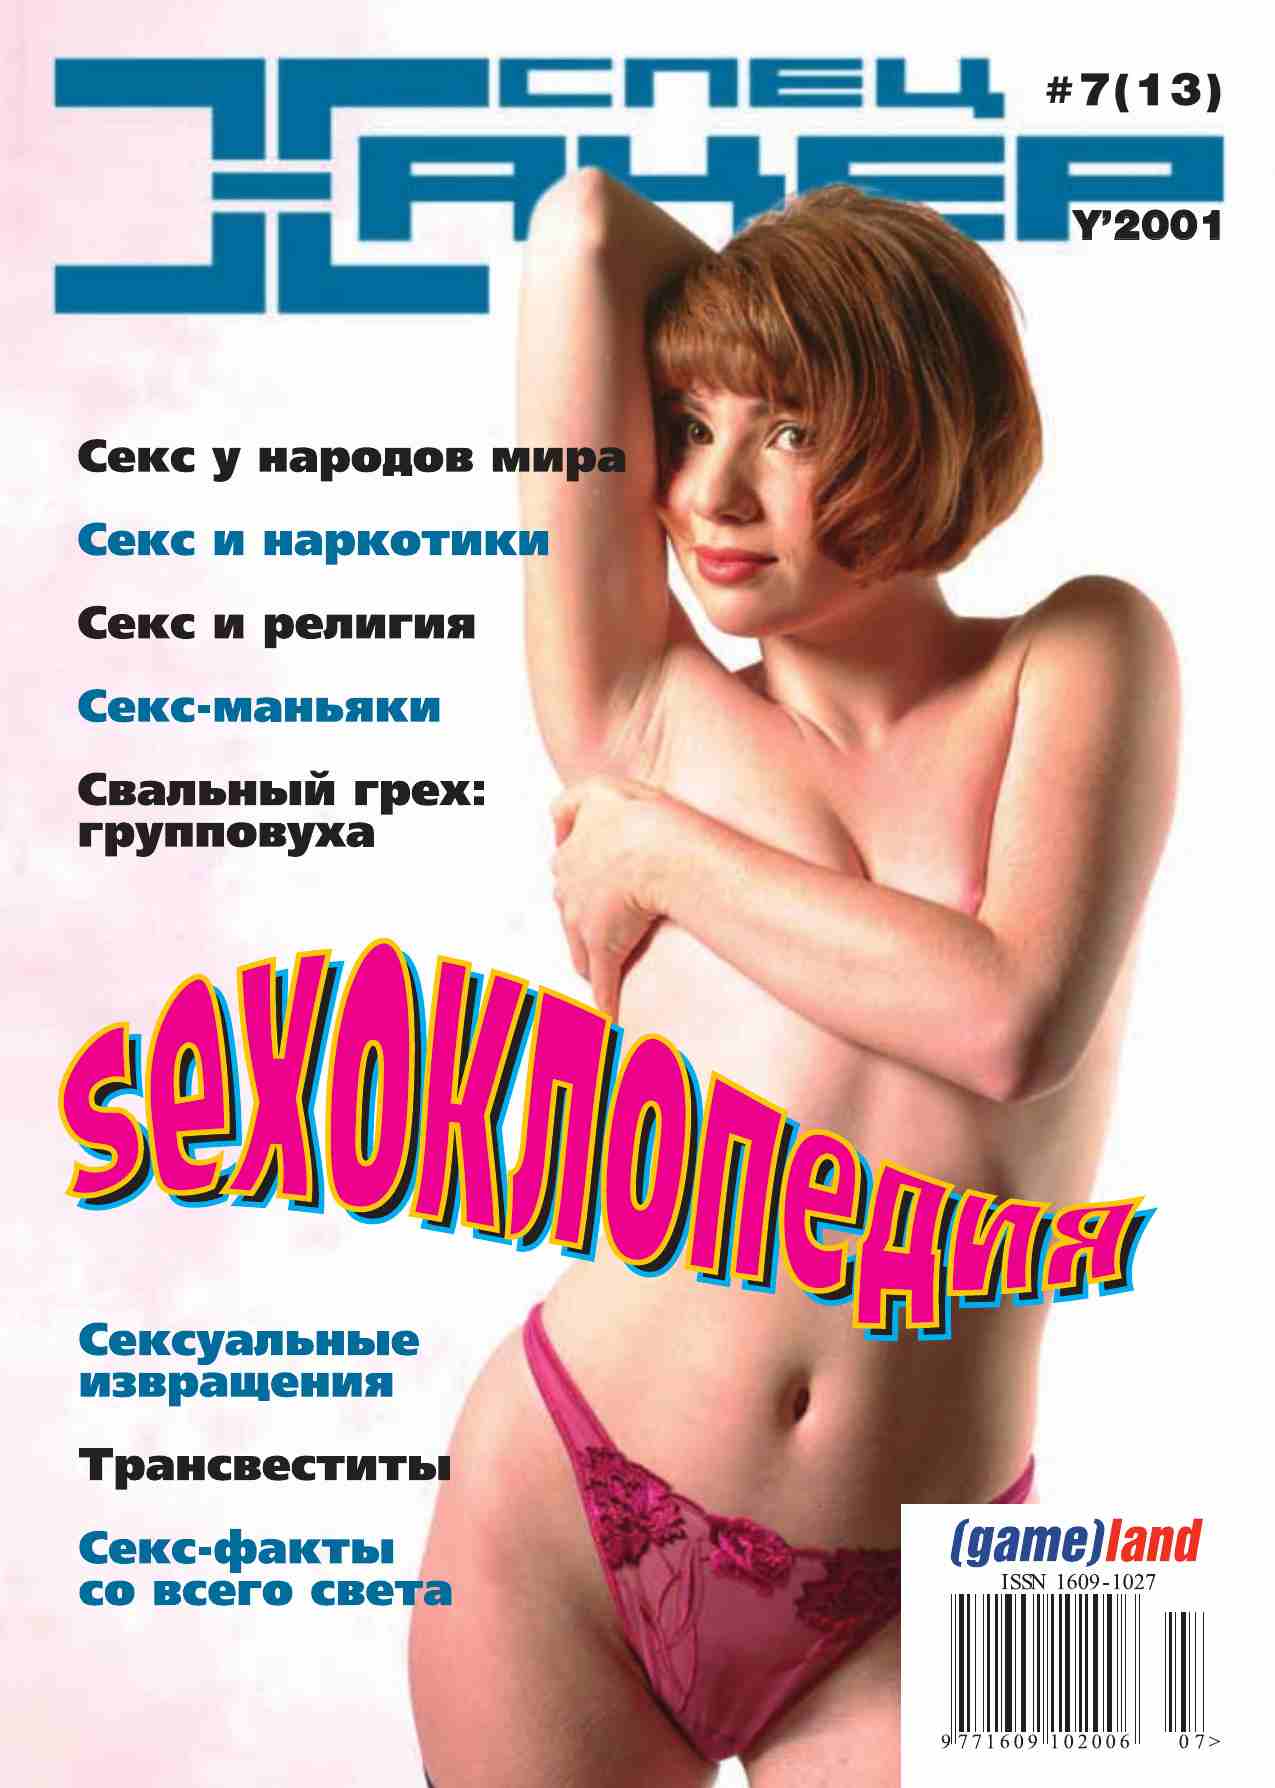 СПЕЦ
ХАКЕР
#7(13)
Y'2001
Секс у народов мира
Секс и наркотики
Секс и религия
Секс-маньяки
Свальный грех:
групповуха
sexоклопедия
Сексуальные
извращения
Трансвеститы
Секс-факты
со всего света
(game)land
ISSN 1609-1027
9 771609 102006
07>